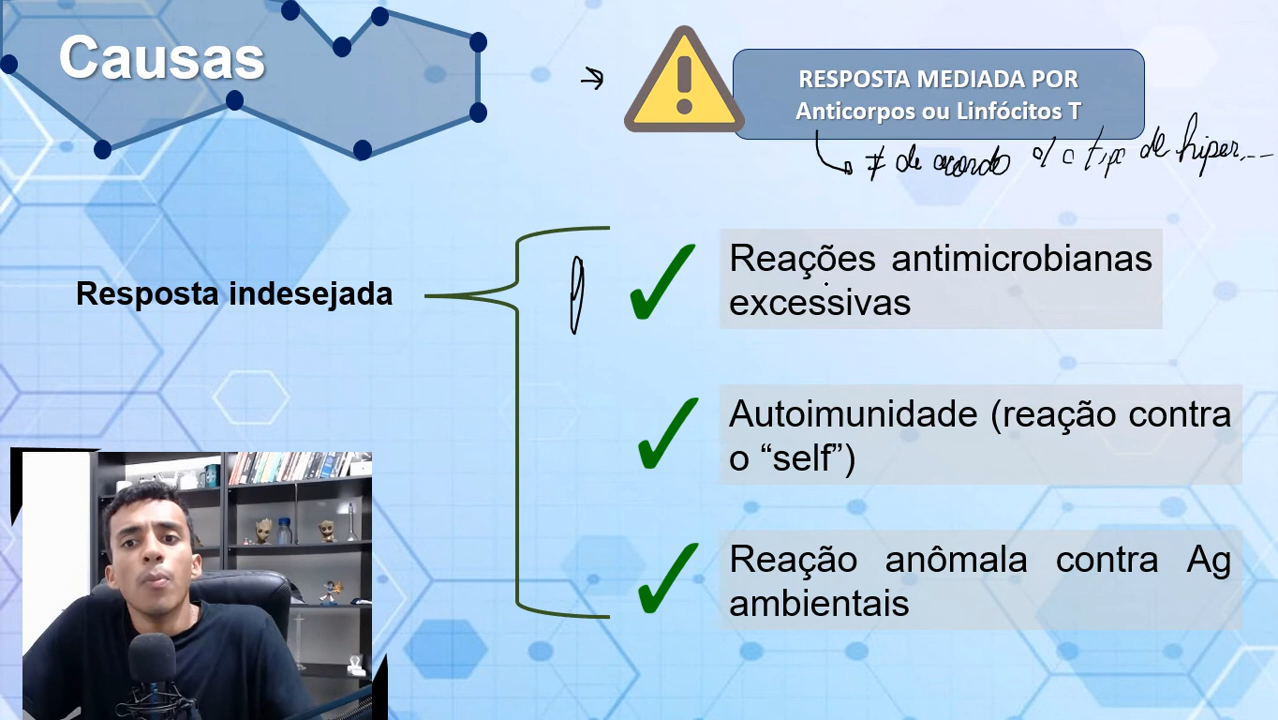 Causas
RESPOSTA MEDIADA POR
Anticorpos ou Linfócitos T
≠ de acordo c/ o tipo de hiper...
Resposta indesejada
Reações antimicrobianas
excessivas
Autoimunidade (reação contra
o “self”)
Reação anômala contra Ag
ambientais